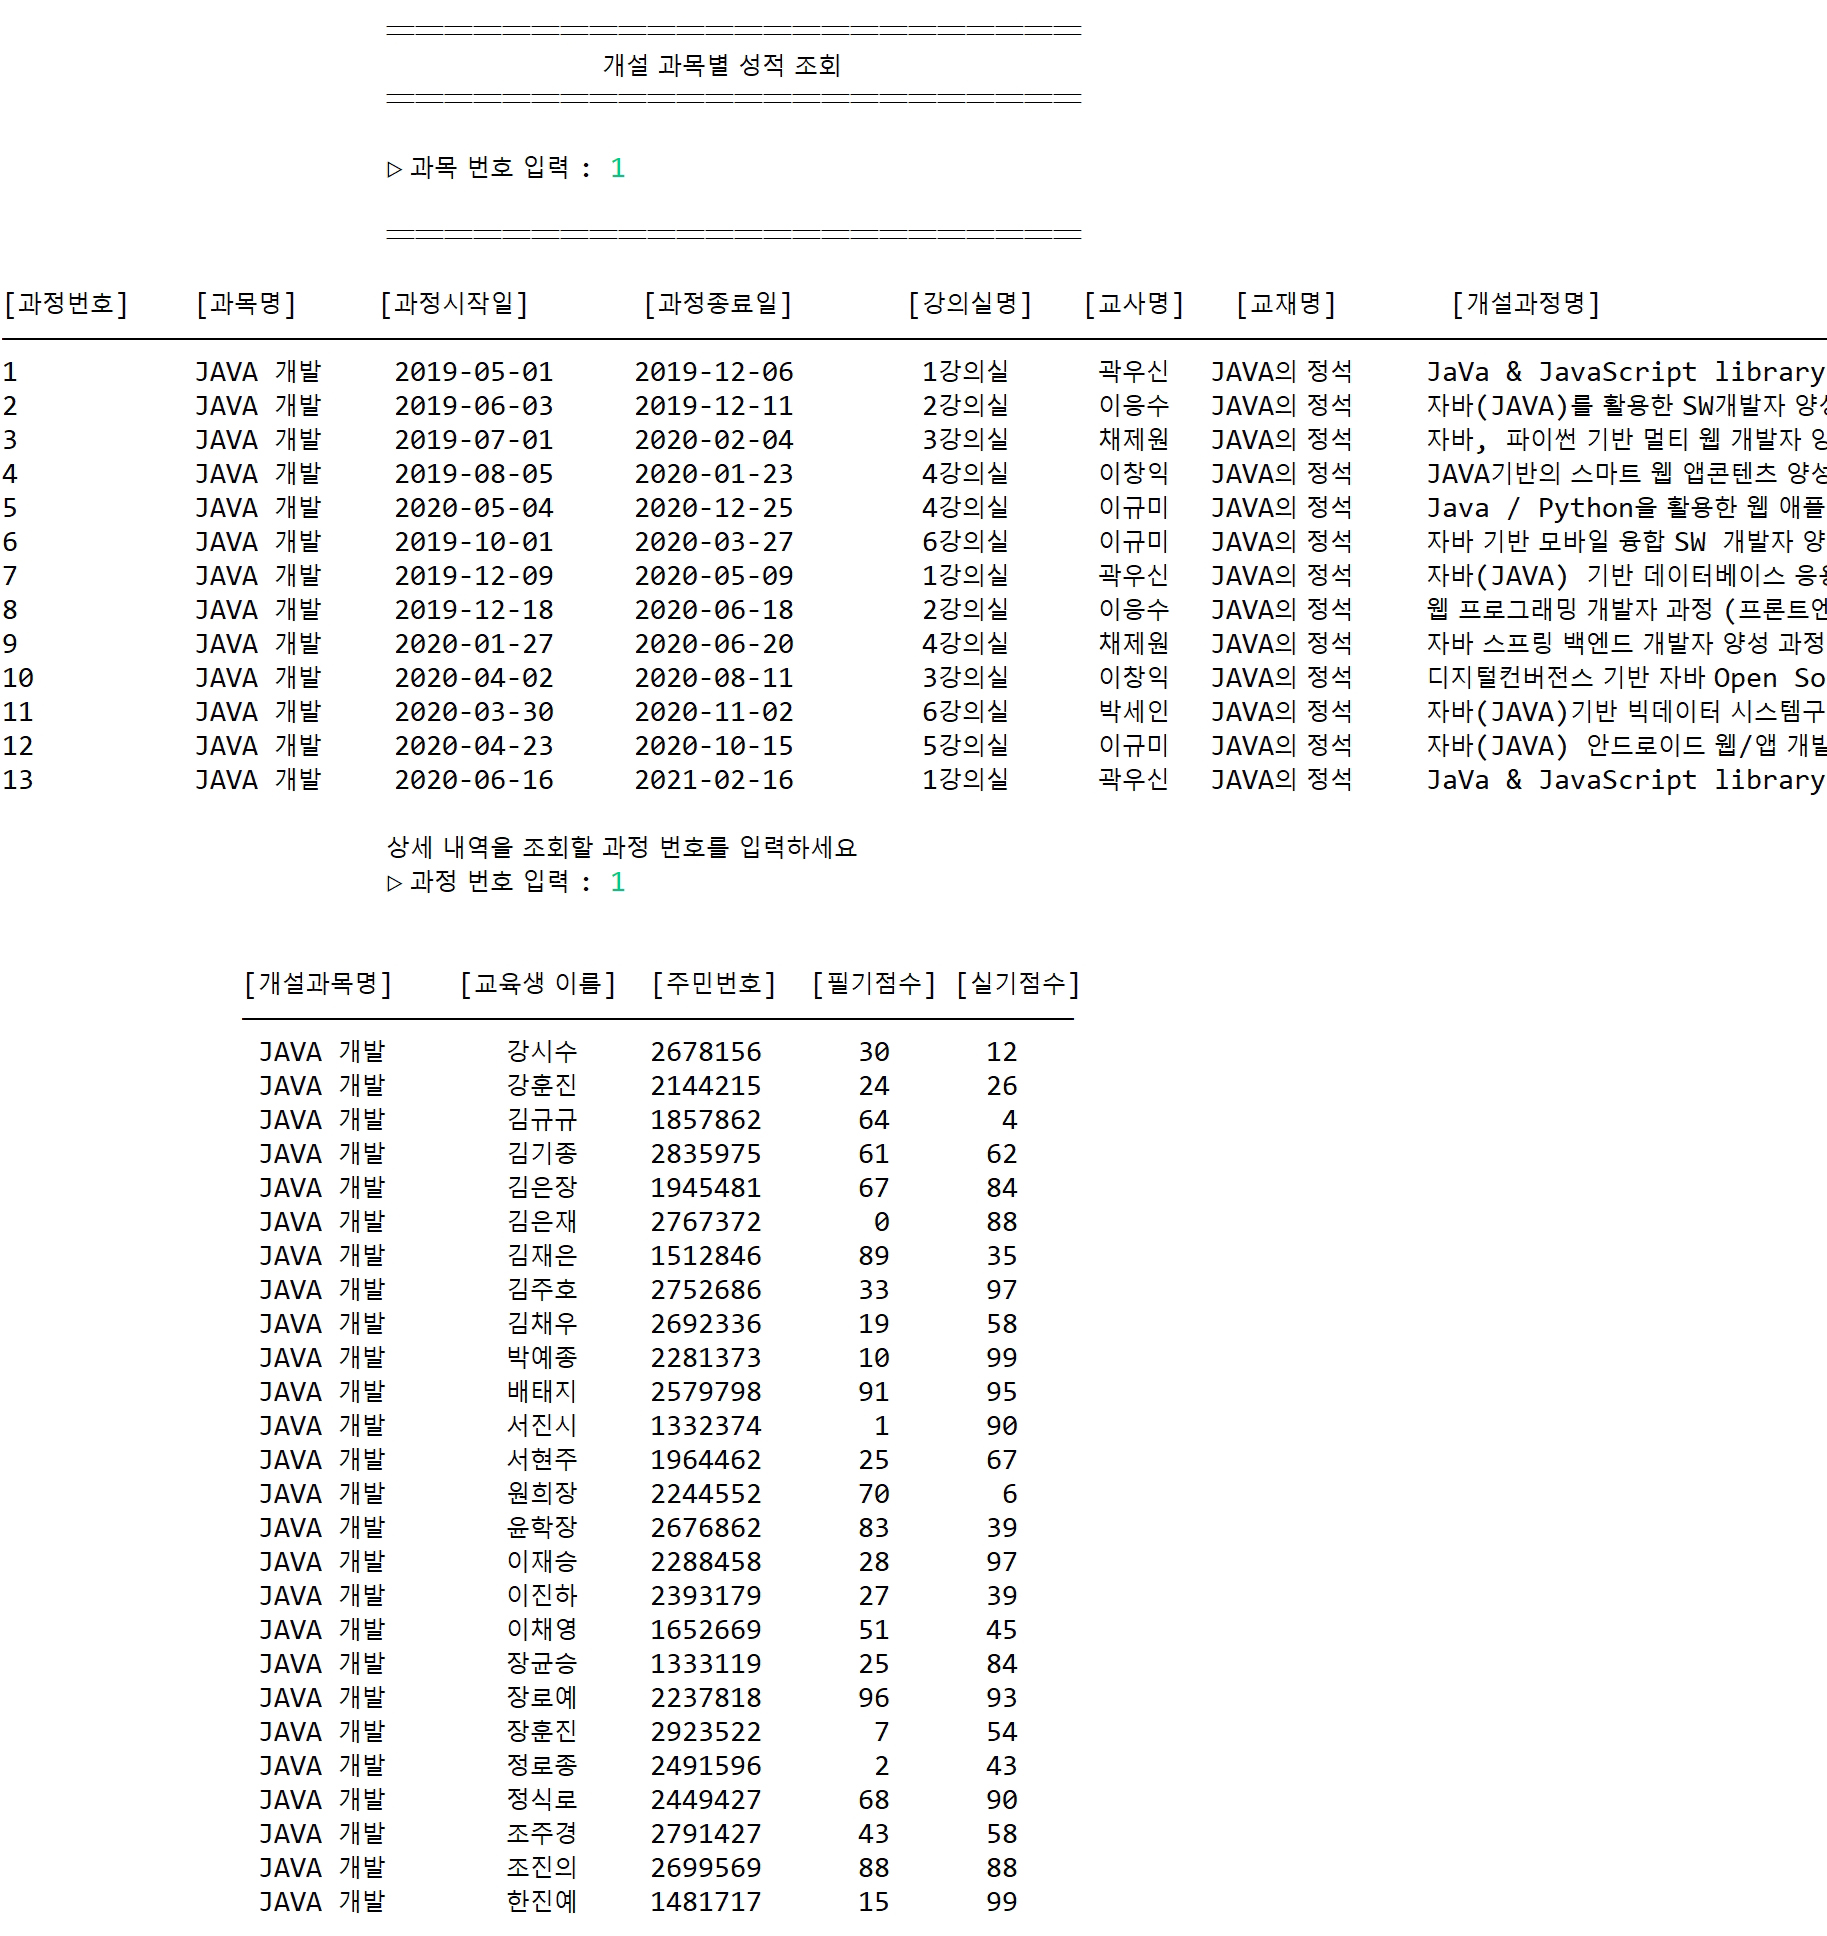 개설 과목별 성적 조회
▷ 과목 번호 입력 : 1
[과정번호] [과목명] [과정시작일] [과정종료일] [강의실명] [교사명] [교재명] [개설과정명]
1 JAVA 개발 2019-05-01 2019-12-06 1강의실 곽우신 JAVA의 정석 JaVa & JavaScript library
2 JAVA 개발 2019-06-03 2019-12-11 2강의실 이응수 JAVA의 정석 자바(JAVA)를 활용한 SW개발자
3 JAVA 개발 2019-07-01 2020-02-04 3강의실 채제원 JAVA의 정석 자바, 파이썬 기반 멀티 웹 개발자
4 JAVA 개발 2019-08-05 2020-01-23 4강의실 이창익 JAVA의 정석 JAVA기반의 스마트 웹 앱콘텐츠 양성
5 JAVA 개발 2020-05-04 2020-12-25 4강의실 이규미 JAVA의 정석 Java / Python을 활용한 웹 애플
6 JAVA 개발 2019-10-01 2020-03-27 6강의실 이규미 JAVA의 정석 자바 기반 모바일 융합 SW 개발자 양
7 JAVA 개발 2019-12-09 2020-05-09 1강의실 곽우신 JAVA의 정석 자바(JAVA) 기반 데이터베이스
8 JAVA 개발 2019-12-18 2020-06-18 2강의실 이응수 JAVA의 정석 웹 프로그래밍 개발자 과정 (프론트엔
9 JAVA 개발 2020-01-27 2020-06-20 4강의실 채제원 JAVA의 정석 자바 스프링 백엔드 개발자 양성 과정
10 JAVA 개발 2020-04-02 2020-08-11 3강의실 이창익 JAVA의 정석 디지털컨버전스 기반 자바 Open So
11 JAVA 개발 2020-03-30 2020-11-02 6강의실 박세인 JAVA의 정석 자바(JAVA)기반 빅데이터 시스템구
12 JAVA 개발 2020-04-23 2020-10-15 5강의실 이규미 JAVA의 정석 자바(JAVA) 안드로이드 웹/앱 개발
13 JAVA 개발 2020-06-16 2021-02-16 1강의실 곽우신 JAVA의 정석 JaVa & JavaScript library
상세 내역을 조회할 과정 번호를 입력하세요
▷ 과정 번호 입력 : 1
[개설과목명] [교육생 이름] [주민번호] [필기점수] [실기점수]
JAVA 개발 강시수 2678156 30 12
JAVA 개발 강훈진 2144215 24 26
JAVA 개발 김규규 1857862 64 4
JAVA 개발 김기종 2835975 61 62
JAVA 개발 김은장 1945481 67 84
JAVA 개발 김은재 2767372 0 88
JAVA 개발 김재은 1512846 89 35
JAVA 개발 김주호 2752686 33 97
JAVA 개발 김채우 2692336 19 58
JAVA 개발 박예종 2281373 10 99
JAVA 개발 배태지 2579798 91 95
JAVA 개발 서진시 1332374 1 90
JAVA 개발 서현주 1964462 25 67
JAVA 개발 원희장 2244552 70 6
JAVA 개발 윤학장 2676862 83 39
JAVA 개발 이재승 2288458 28 97
JAVA 개발 이진하 2393179 27 39
JAVA 개발 이채영 1652669 51 45
JAVA 개발 장균승 1333119 25 84
JAVA 개발 장로예 2237818 96 93
JAVA 개발 장훈진 2923522 7 54
JAVA 개발 정로종 2491596 2 43
JAVA 개발 정식로 2449427 68 90
JAVA 개발 조주경 2791427 43 58
JAVA 개발 조진의 2699569 88 88
JAVA 개발 한진예 1481717 15 99